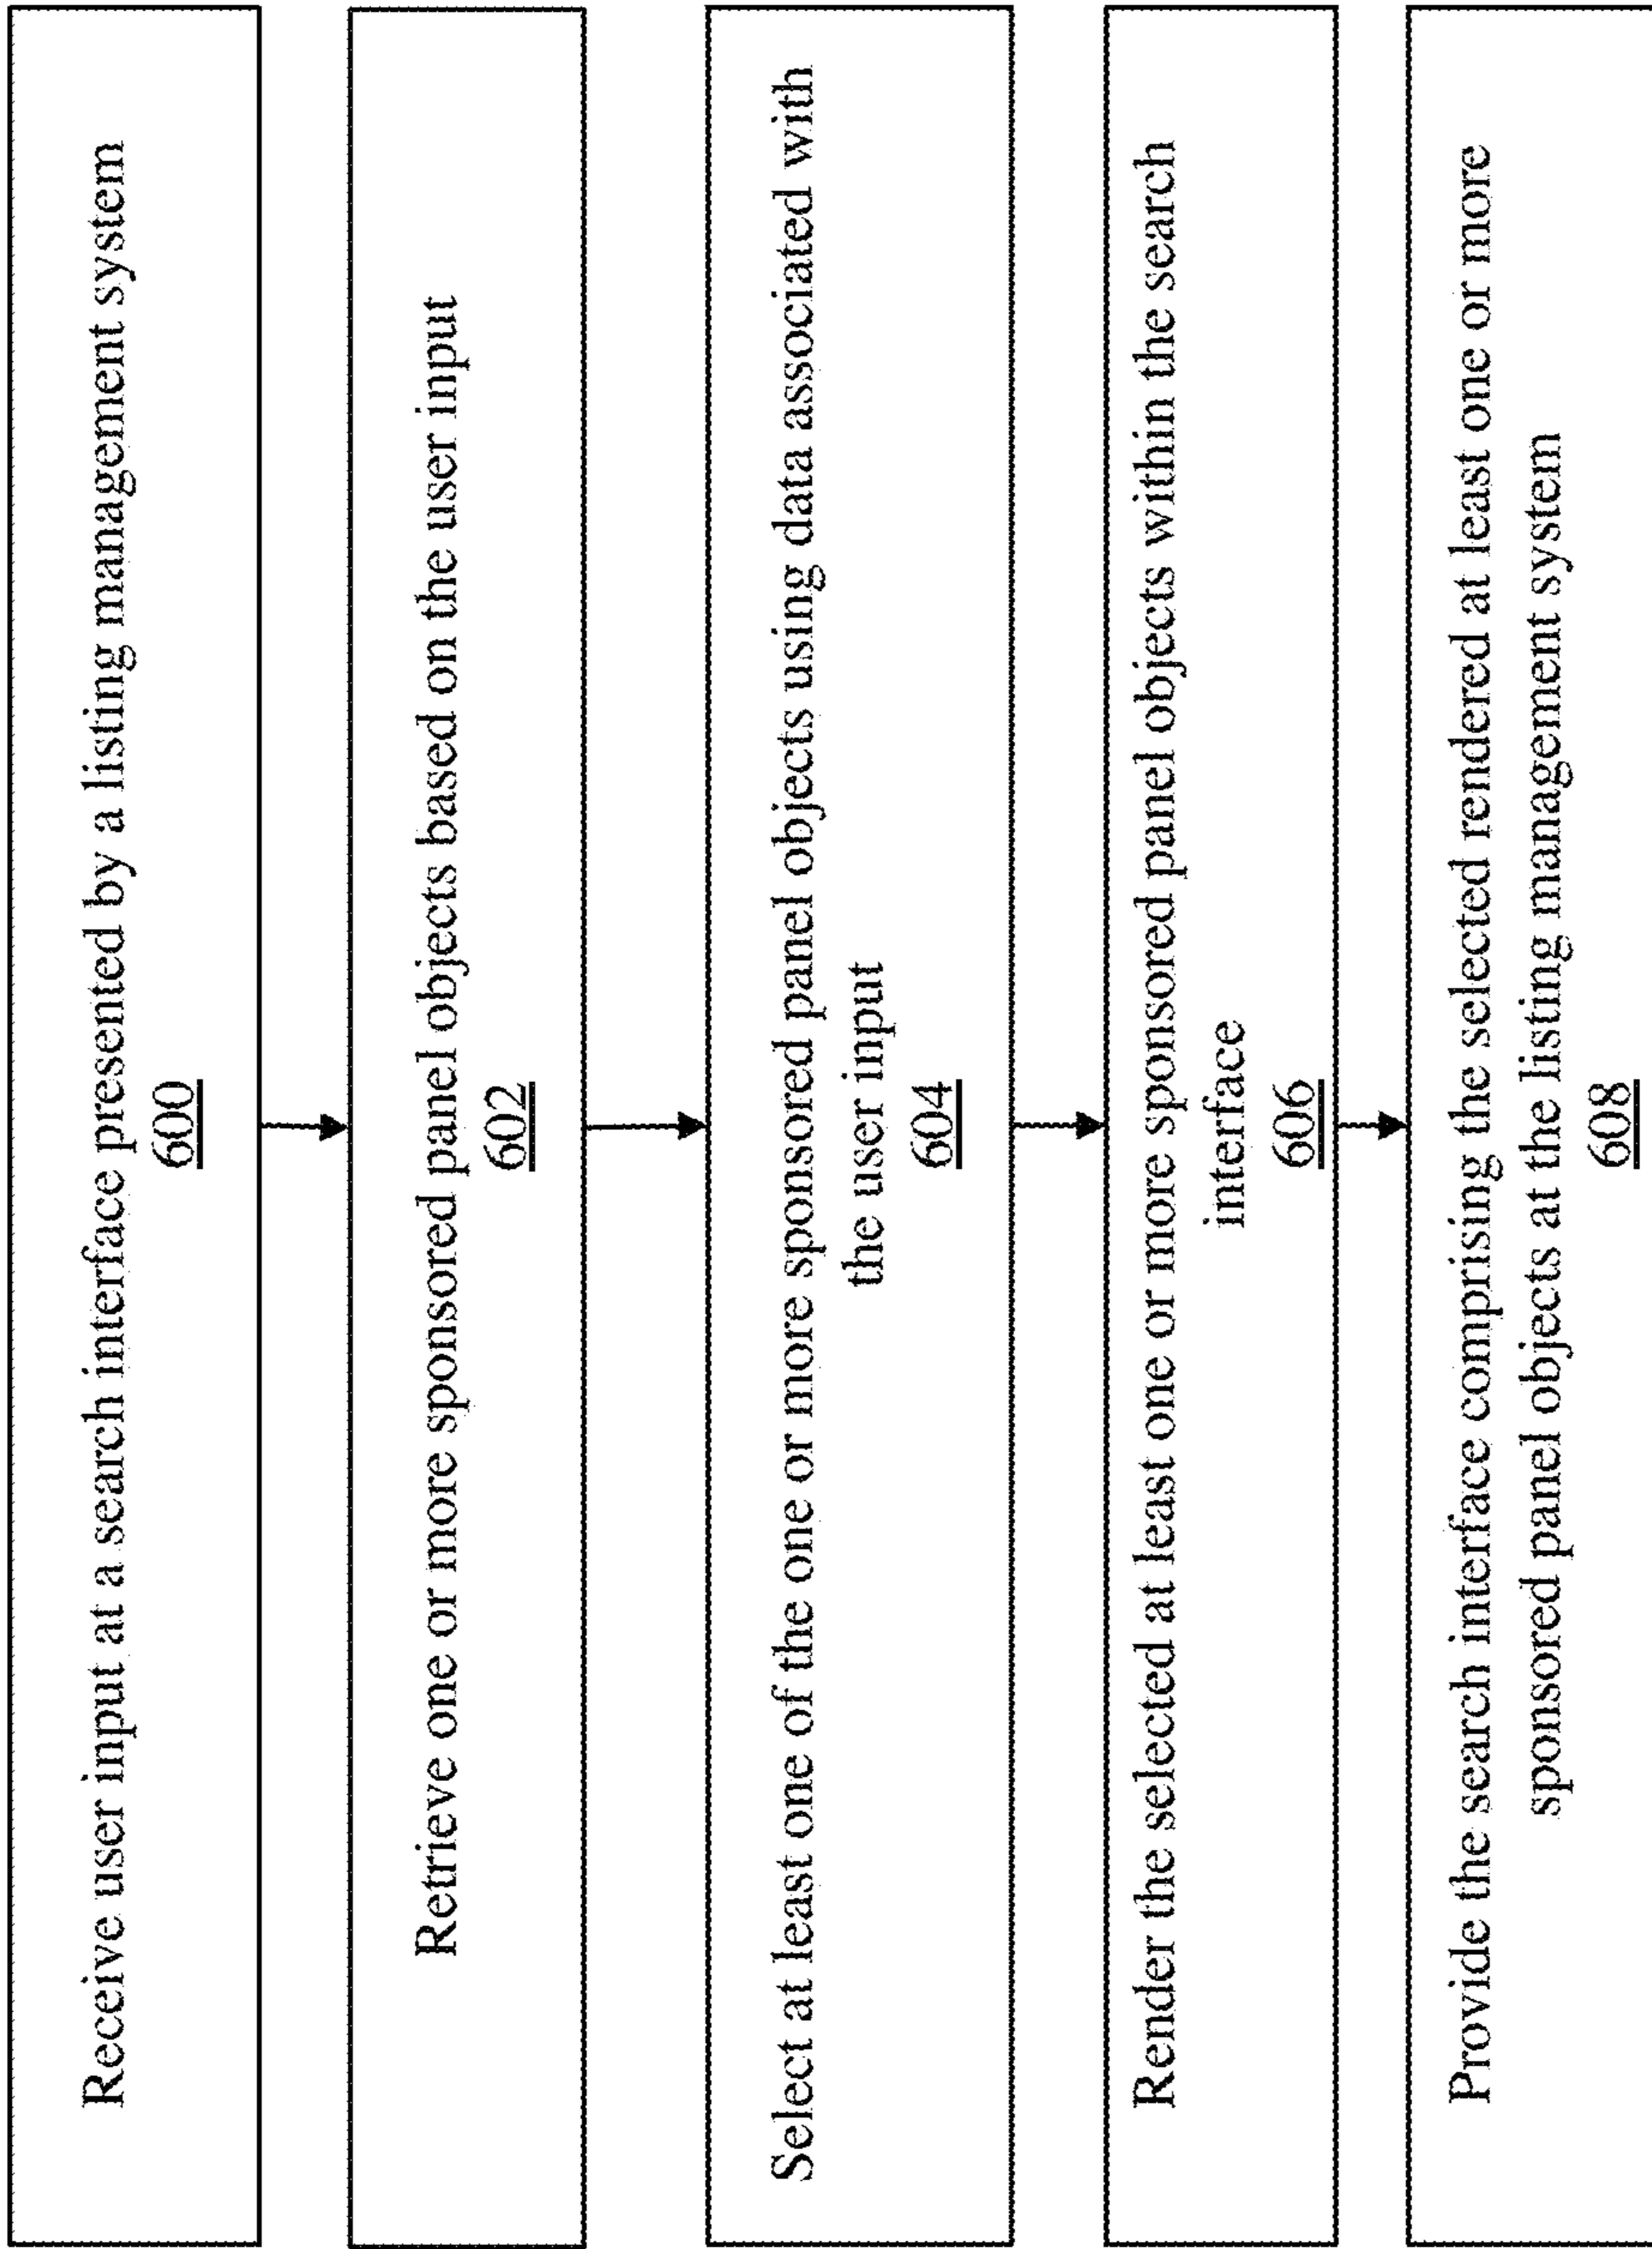 Receive user input at a search interface presented by a listing management system
600
Retrieve one or more sponsored panel objects based on the user input
602
Select at least one of the one or more sponsored panel objects using data associated with
the user input
604
Render the selected at least one or more sponsored panel objects within the search
interface
606
Provide the search interface comprising the selected rendered at least one or more
sponsored panel objects at the listing management system
608